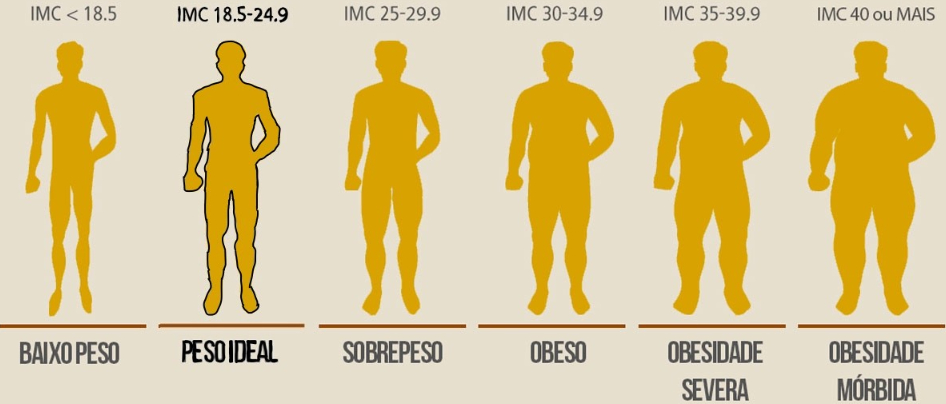 IMC < 18.5
IMC 18.5-24.9
IMC 25-29.9
IMC 30-34.9
IMC 35-39.9
IMC 40 ou MAIS
BAIXO PESO
PESO IDEAL
SOBREPESO
OBESO
OBESIDADE
SEVERA
OBESIDADE
MÓRBIDA